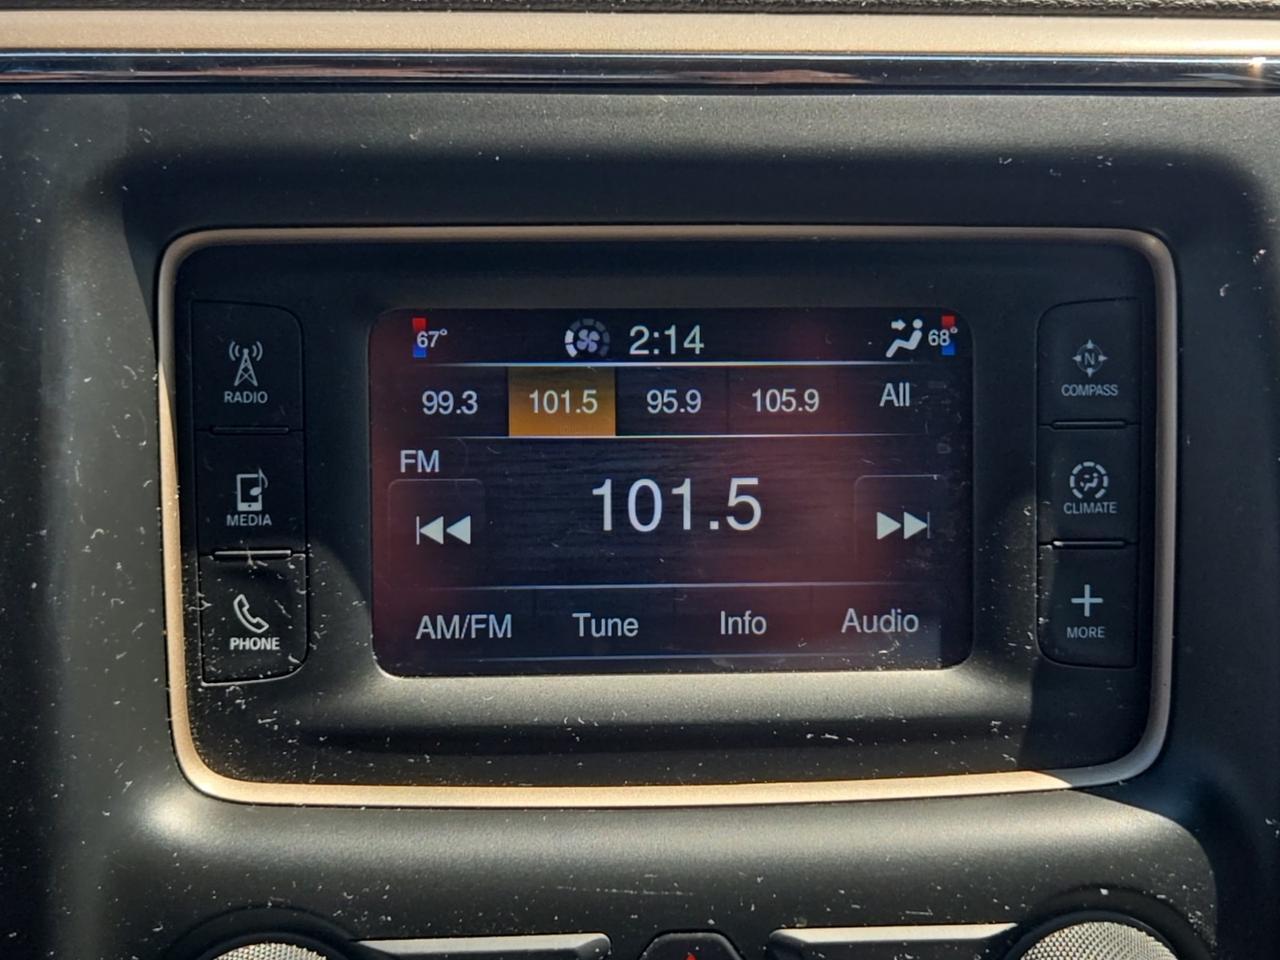 67° 2:14 68°
99.3 101.5 95.9 105.9 All
FM
101.5
AM/FM Tune Info Audio
RADIO
MEDIA
PHONE
N
COMPASS
CLIMATE
MORE